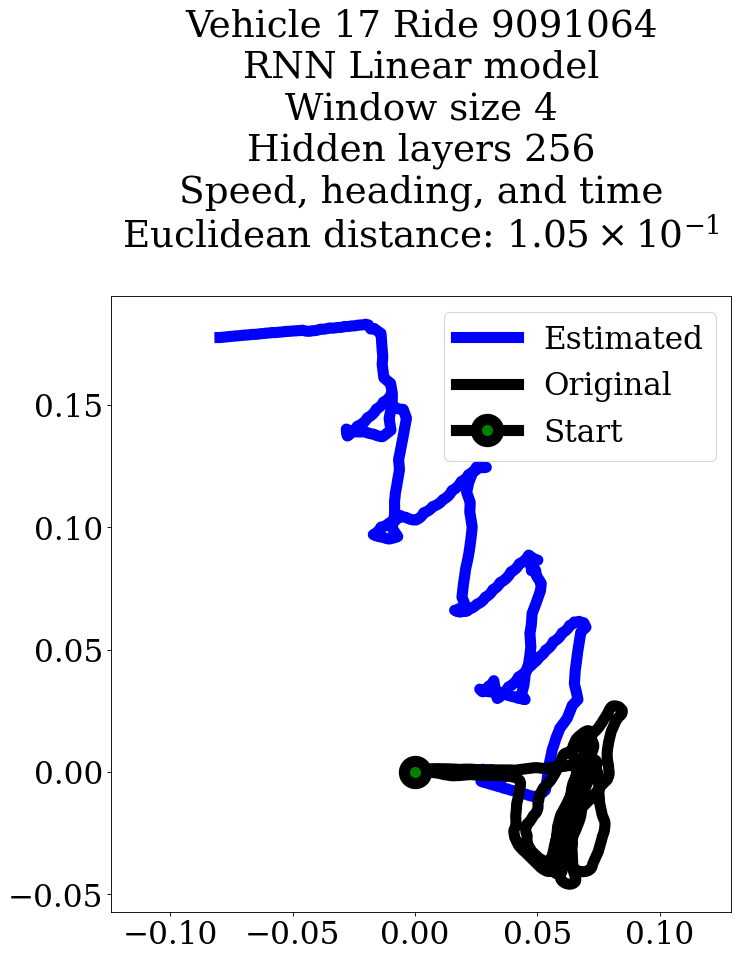 Vehicle 17 Ride 9091064
RNN Linear model
Window size 4
Hidden layers 256
Speed, heading, and time
Euclidean distance: 1.05 × 10⁻¹
Estimated
Original
Start
0.15
0.10
0.05
0.00
−0.05
−0.10 −0.05 0.00 0.05 0.10